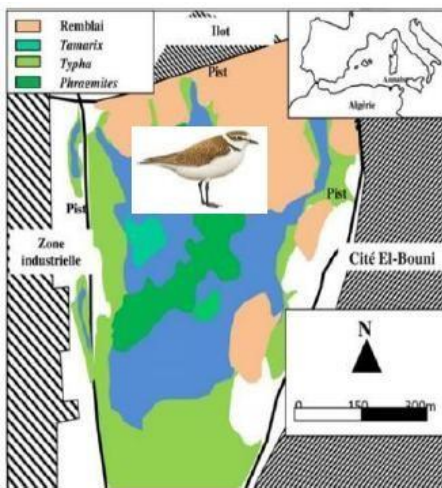 Remblai
Tamarix
Typha
Phragmites
Ilot
Pist
Annaba
Algérie
Pist
Pist
Zone
industrielle
Cité El-Bouni
N
0 150 300m